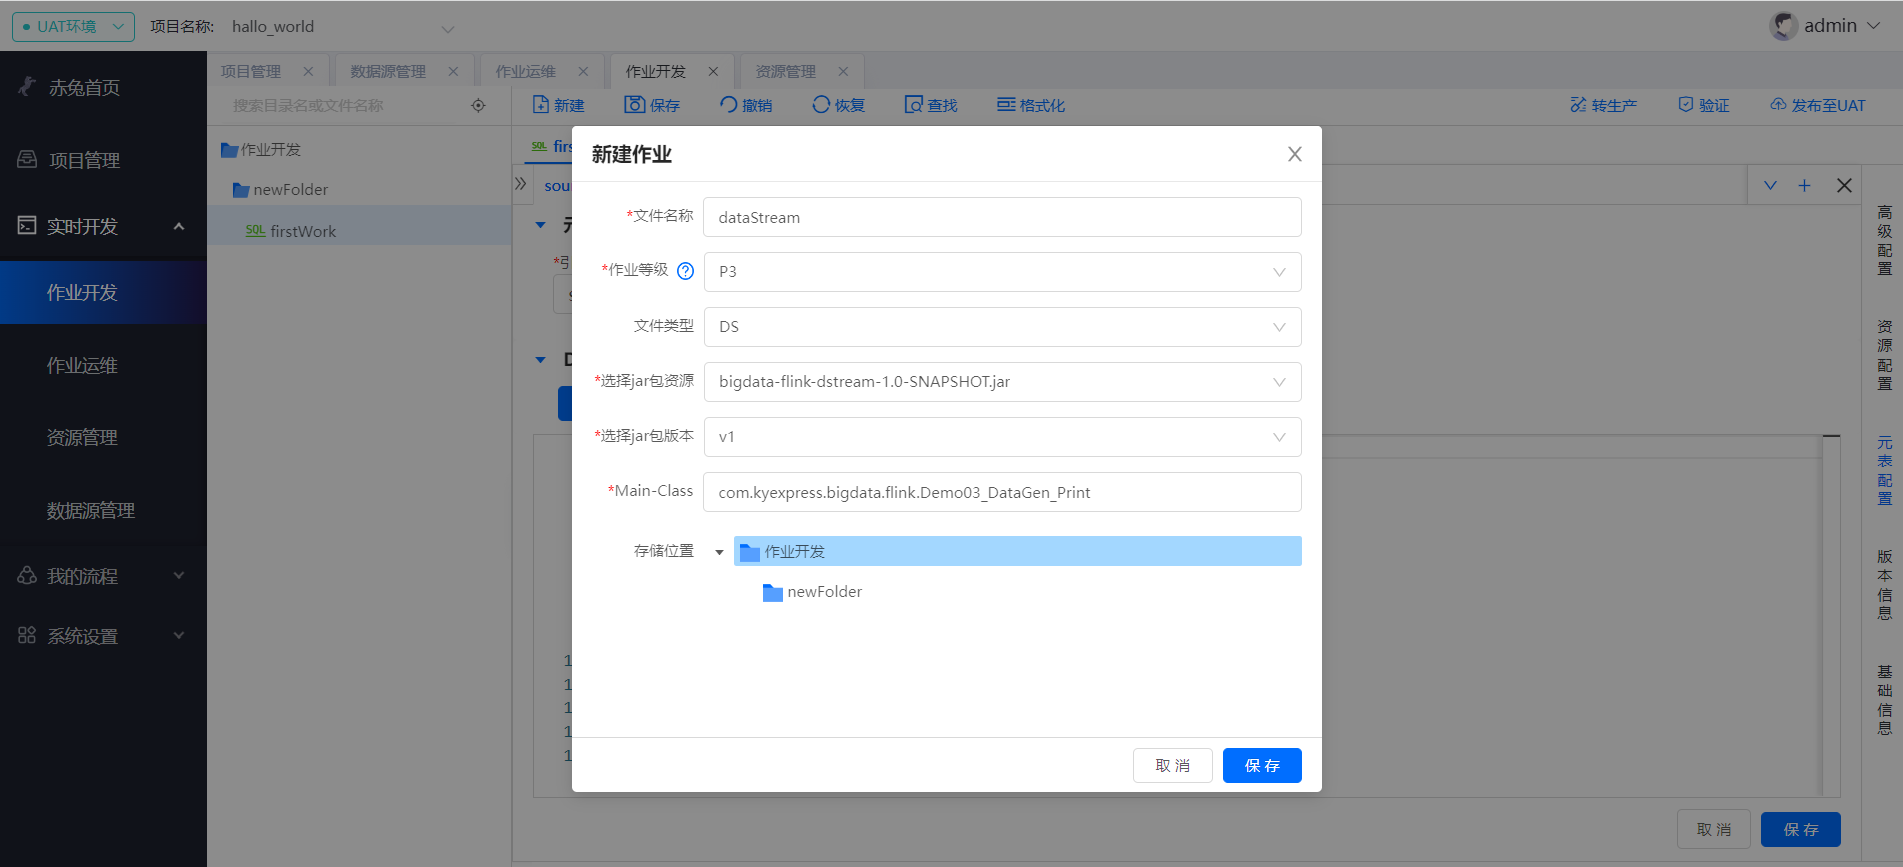 UAT环境
项目名称: hallo_world
admin
赤兔首页
项目管理
实时开发
作业开发
作业运维
资源管理
数据源管理
我的流程
系统设置
项目管理 数据源管理 作业运维 作业开发 资源管理
搜索目录名或文件名称
新建 保存 撤销 恢复 查找 格式化 转生产 验证 发布至UAT
作业开发
newFolder
SQL firstWork
SQL firs
sou
*引
新建作业
*文件名称 dataStream
*作业等级 P3
文件类型 DS
*选择jar包资源 bigdata-flink-dstream-1.0-SNAPSHOT.jar
*选择jar包版本 v1
*Main-Class com.kyexpress.bigdata.flink.Demo03_DataGen_Print
存储位置 作业开发
newFolder
取 消 保 存
1
1
1
1
1
取 消 保 存
高级配置
资源配置
元表配置
版本信息
基础信息